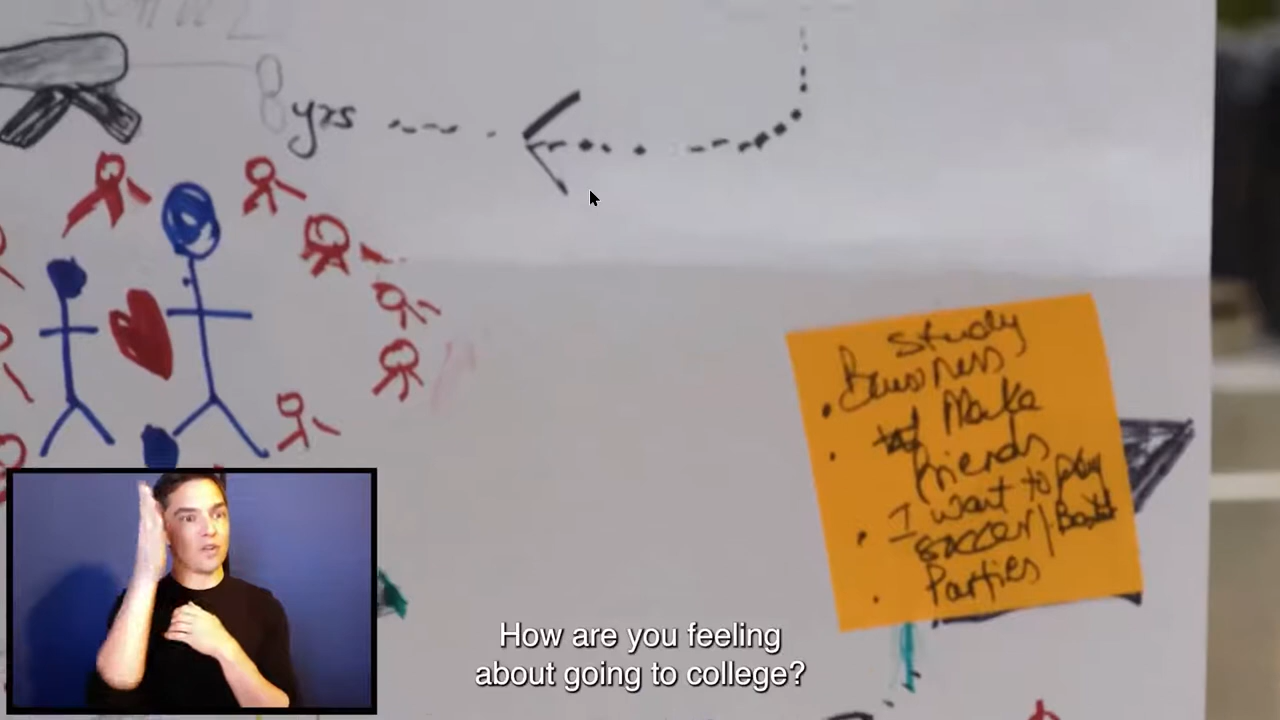 8 yrs
Study
• Business
• Make
friends
• I want to play
soccer/
• Parties
How are you feeling
about going to college?